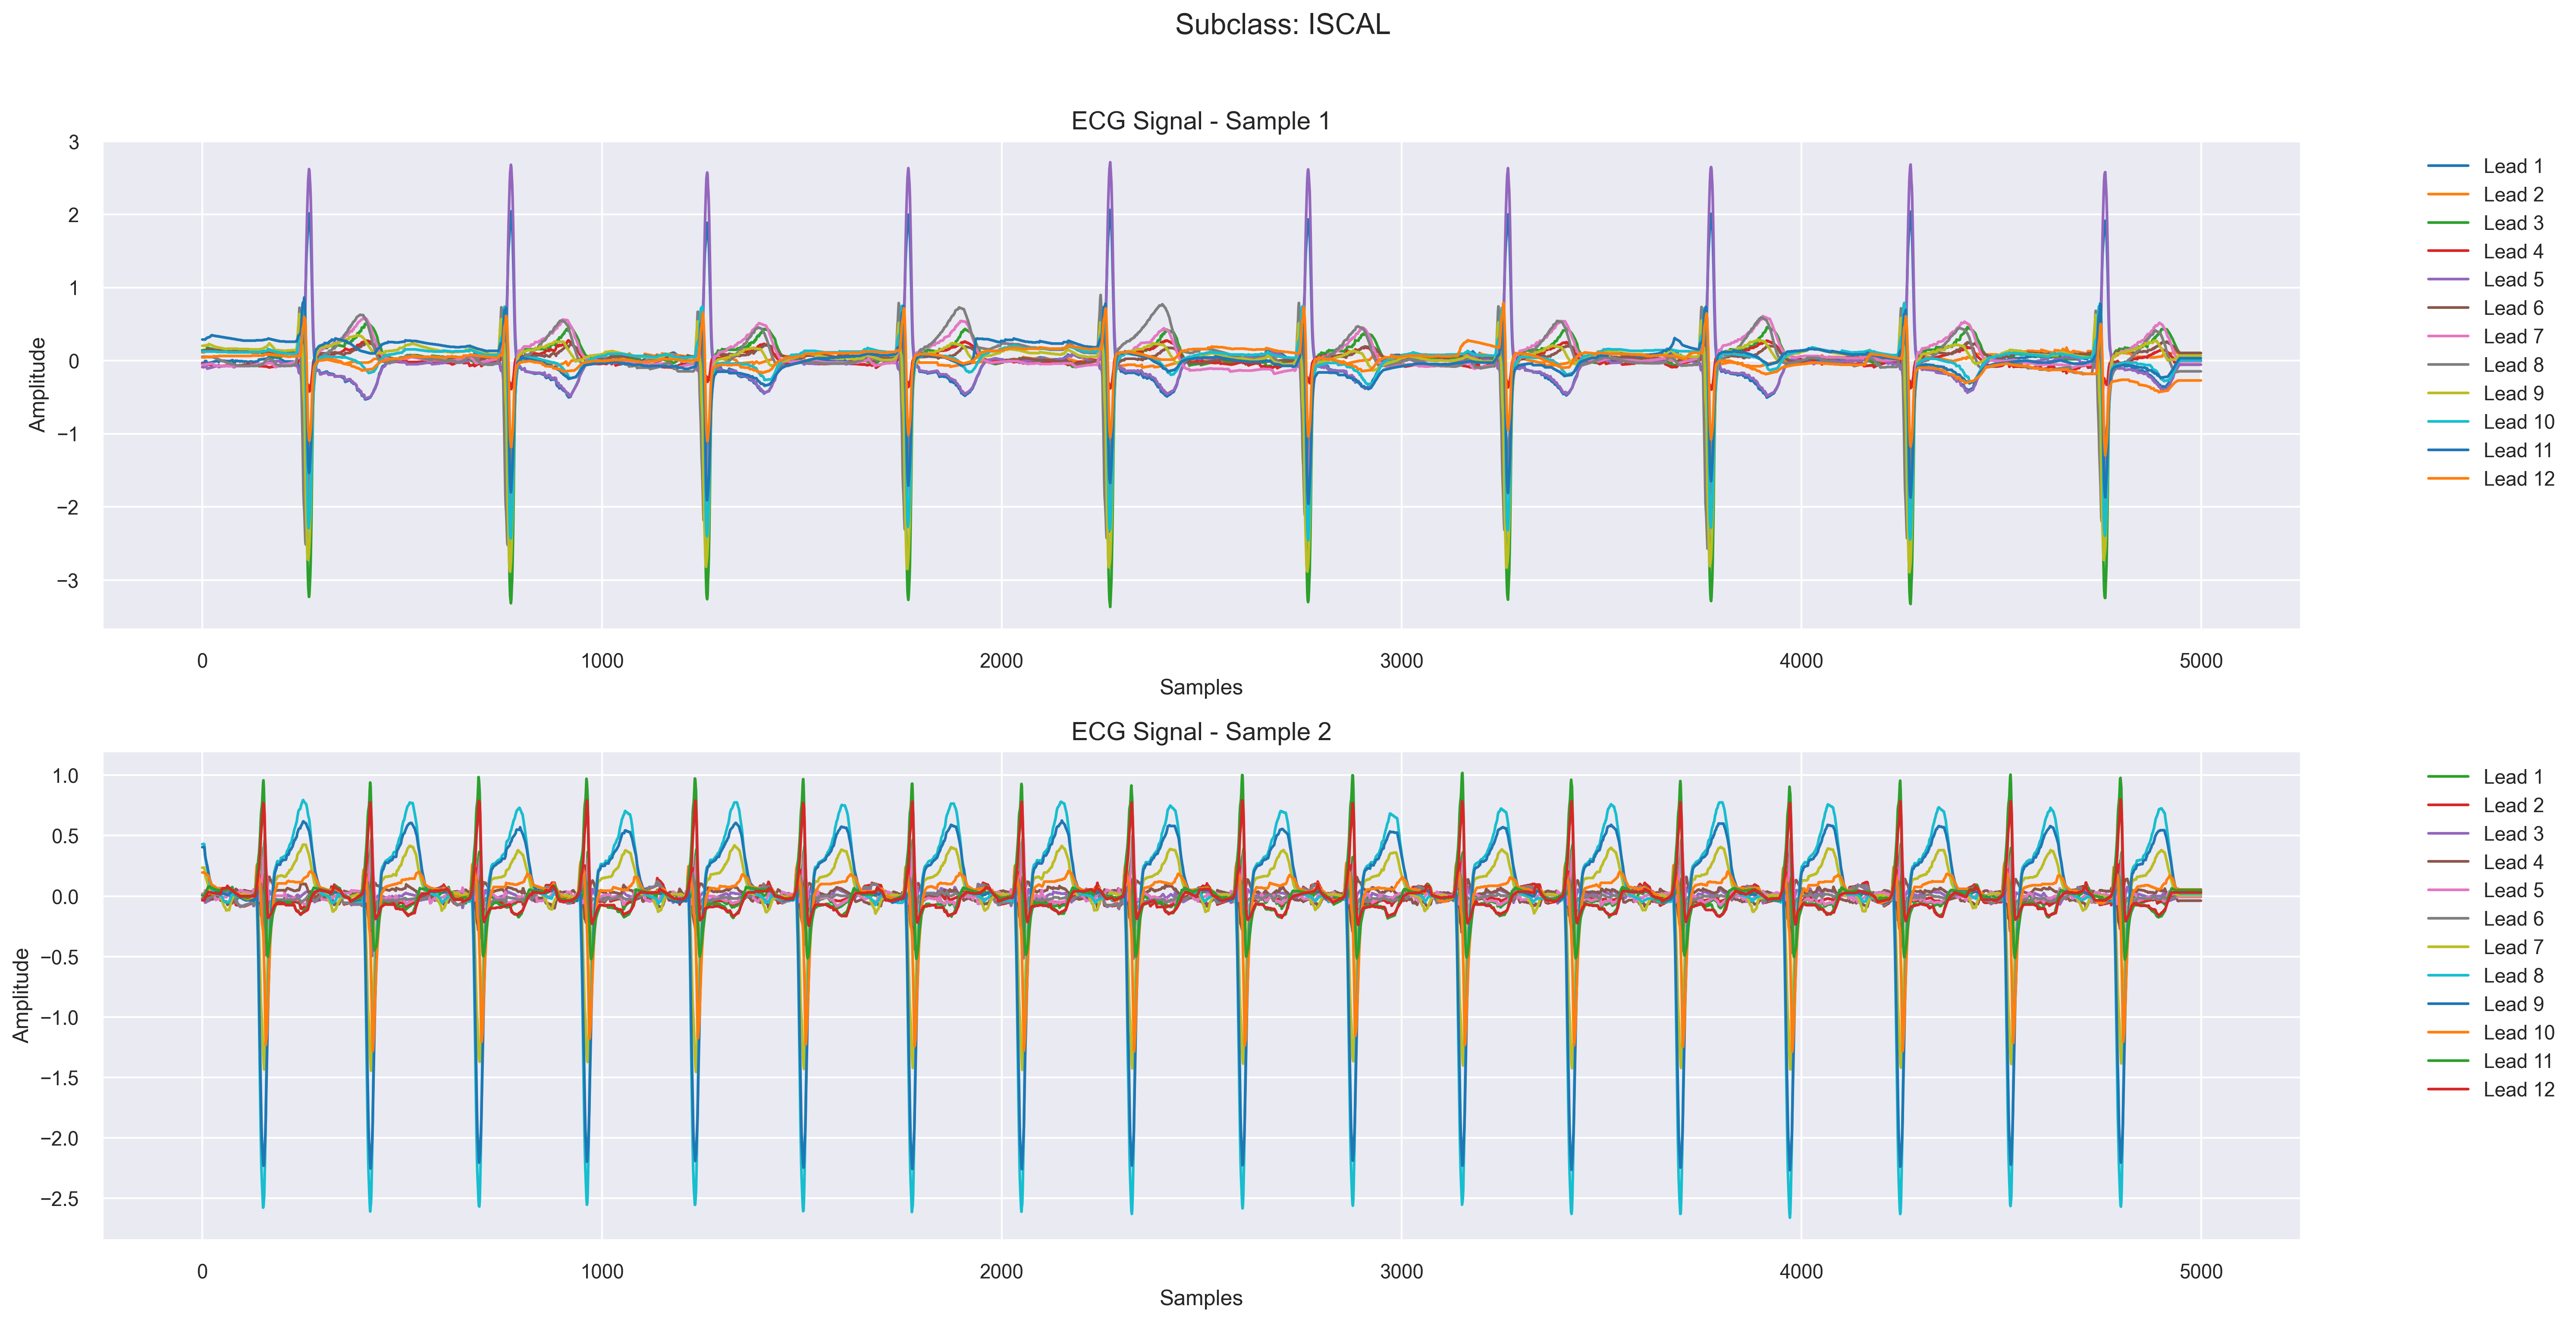 Subclass: ISCAL
ECG Signal - Sample 1
Amplitude
3
2
1
0
−1
−2
−3
0 1000 2000 3000 4000 5000
Samples
Lead 1
Lead 2
Lead 3
Lead 4
Lead 5
Lead 6
Lead 7
Lead 8
Lead 9
Lead 10
Lead 11
Lead 12
ECG Signal - Sample 2
Amplitude
1.0
0.5
0.0
−0.5
−1.0
−1.5
−2.0
−2.5
0 1000 2000 3000 4000 5000
Samples
Lead 1
Lead 2
Lead 3
Lead 4
Lead 5
Lead 6
Lead 7
Lead 8
Lead 9
Lead 10
Lead 11
Lead 12